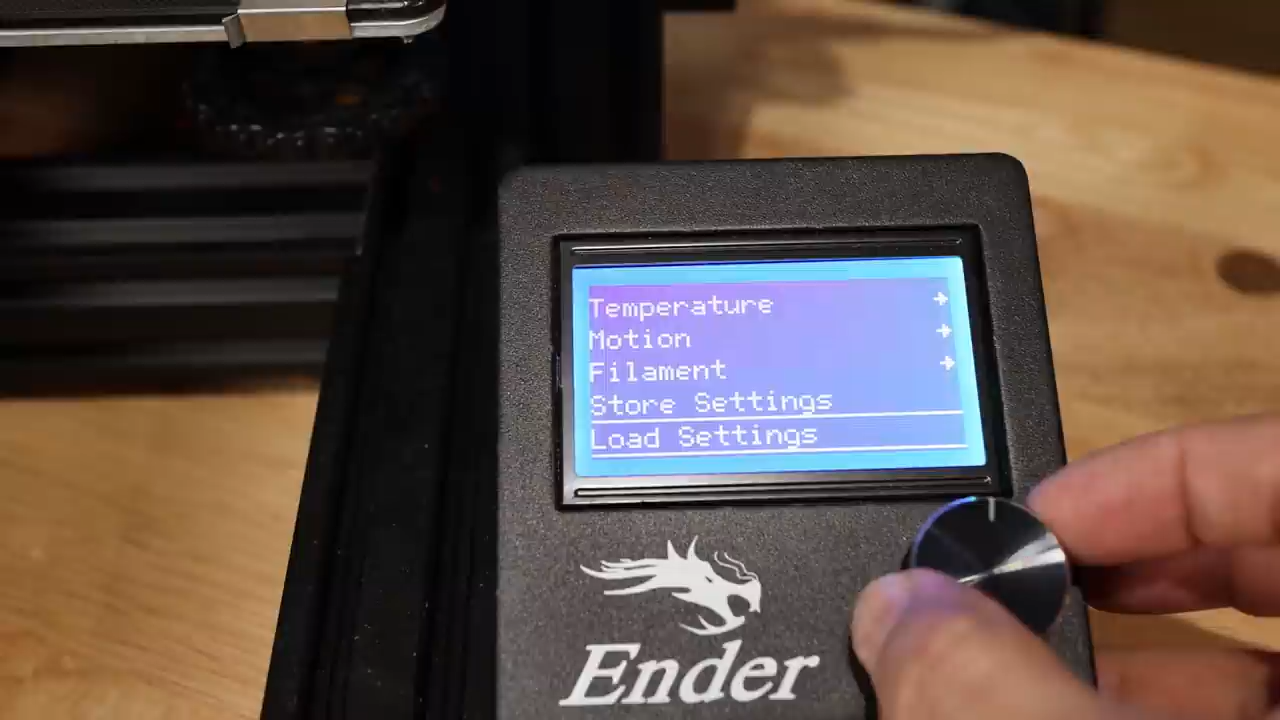 Temperature
Motion
Filament
Store Settings
Load Settings
Ender